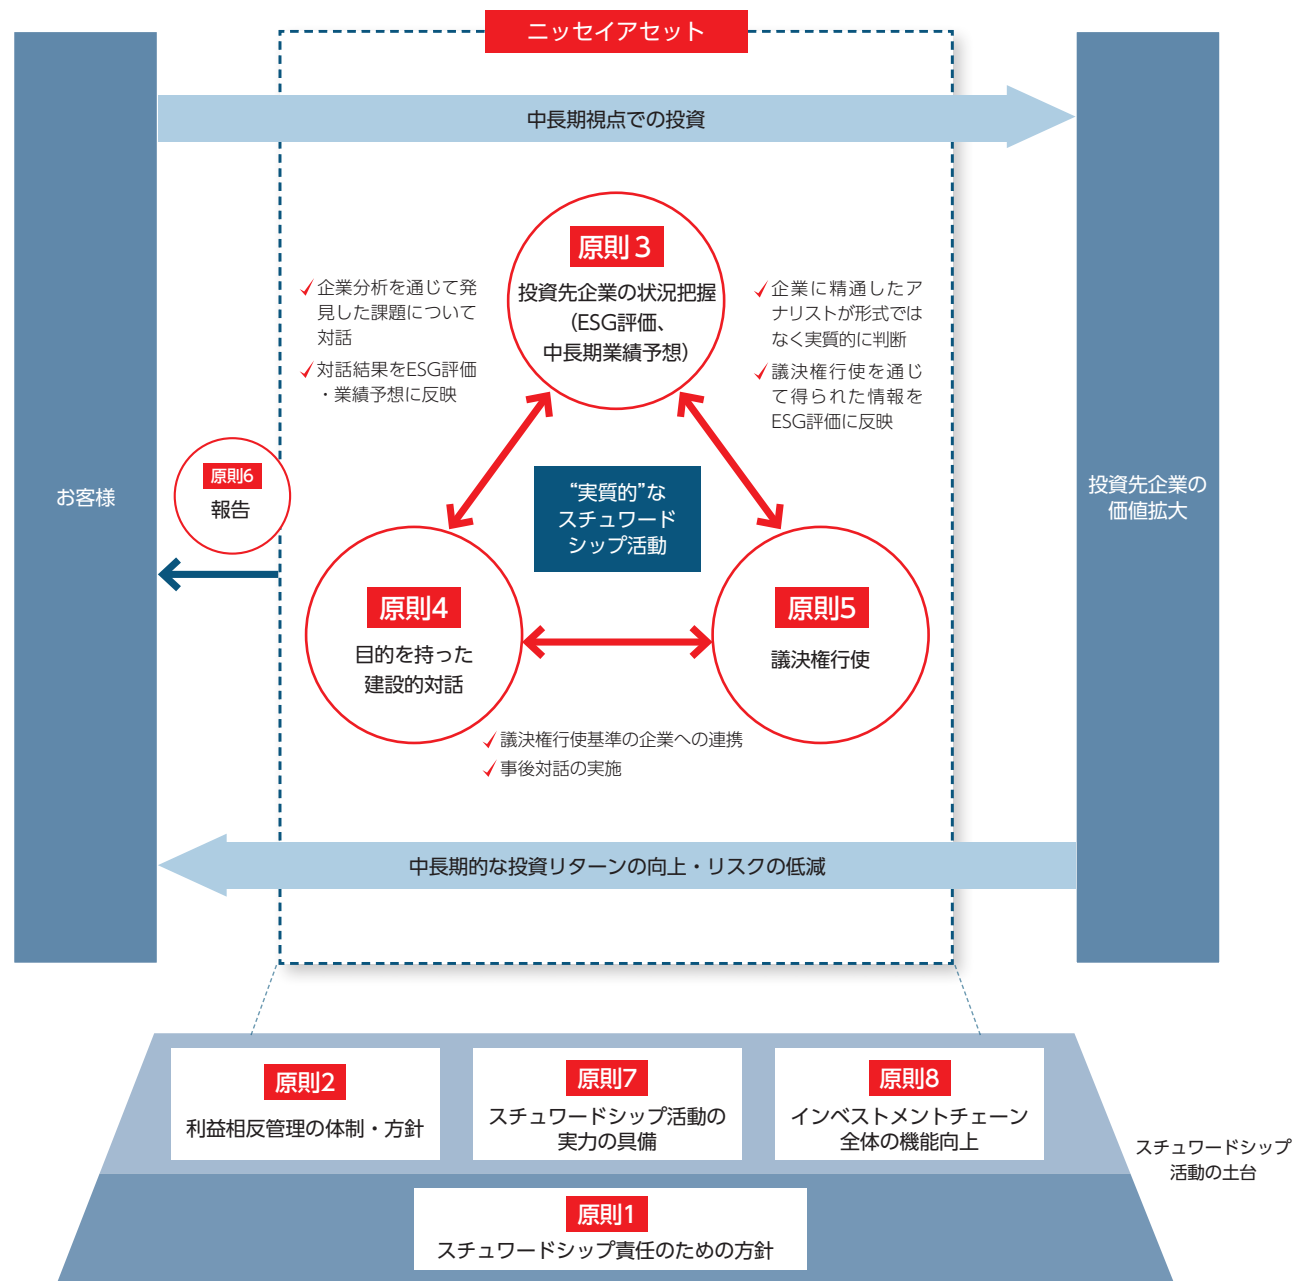 ニッセイアセット
中長期視点での投資
原則3
投資先企業の状況把握
(ESG評価、
中長期業績予想)
企業分析を通じて発
見した課題について
対話
対話結果をESG評価
・業績予想に反映
企業に精通したア
ナリストが形式では
なく実質的に判断
議決権行使を通じ
て得られた情報を
ESG評価に反映
お客様
原則6
報告
“実質的”な
スチュワード
シップ活動
投資先企業の
価値拡大
原則4
目的を持った
建設的対話
原則5
議決権行使
議決権行使基準の企業への連携
事後対話の実施
中長期的な投資リターンの向上・リスクの低減
原則2
利益相反管理の体制・方針
原則7
スチュワードシップ活動の
実力の具備
原則8
インベストメントチェーン
全体の機能向上
スチュワードシップ
活動の土台
原則1
スチュワードシップ責任のための方針